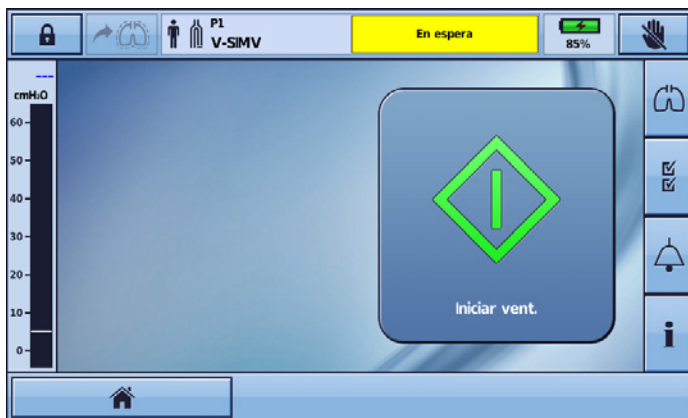 P1
V-SIMV
En espera
85%
---
cmH₂O
60
50
40
30
20
10
0
Iniciar vent.